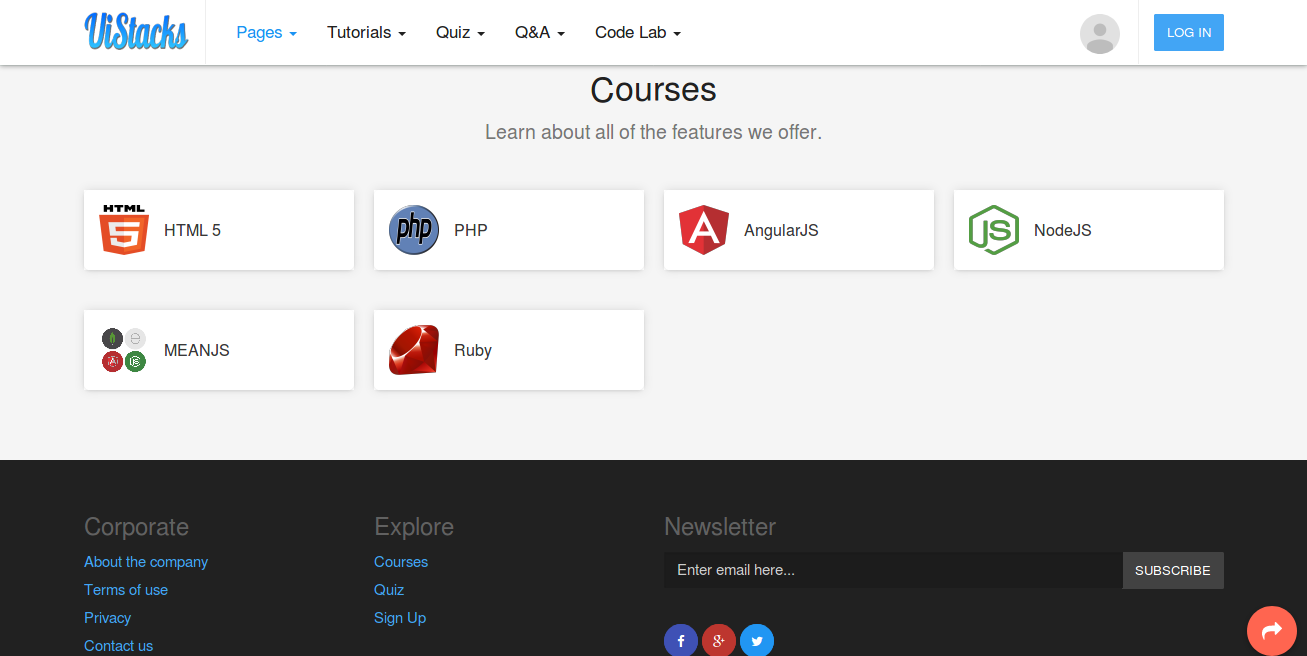 ViStacks
Pages
Tutorials
Quiz
Q&A
Code Lab
LOG IN
Courses
Learn about all of the features we offer.
HTML
5
HTML 5
php
PHP
A
AngularJS
JS
NodeJS
MEANJS
Ruby
Corporate
About the company
Terms of use
Privacy
Contact us
Explore
Courses
Quiz
Sign Up
Newsletter
Enter email here...
SUBSCRIBE
f
g+